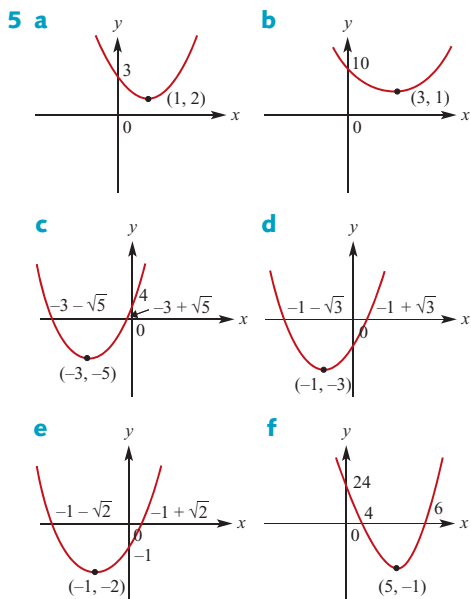 5 a
y
3
(1, 2)
x
0
b
y
10
(3, 1)
x
0
c
y
−3 − √5
4
−3 + √5
x
0
(−3, −5)
d
y
−1 − √3
−1 + √3
x
0
(−1, −3)
e
y
−1 − √2
−1 + √2
x
0
−1
(−1, −2)
f
y
24
4
6
x
0
(5, −1)